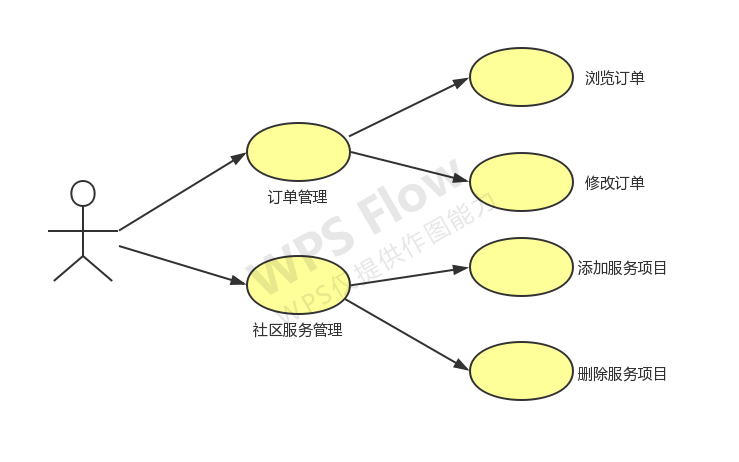 浏览订单
订单管理
修改订单
WPS Flow
WPS仅提供作图能力
添加服务项目
社区服务管理
删除服务项目